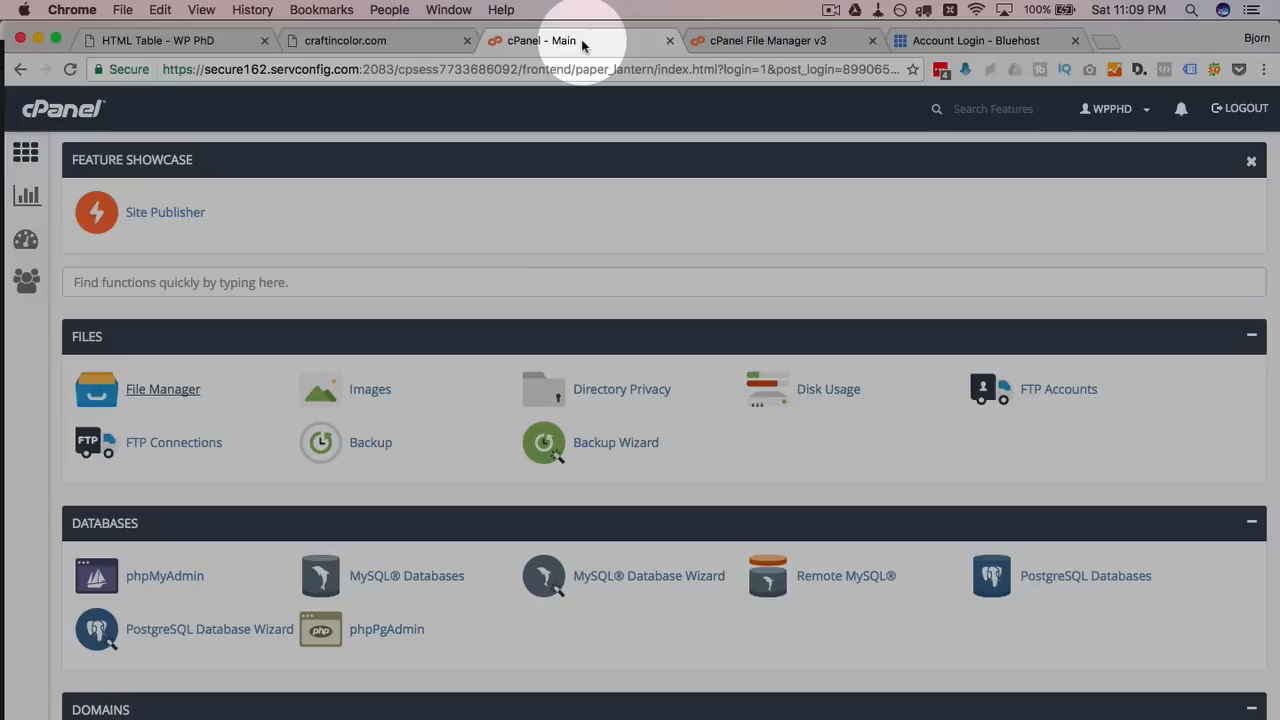 Chrome File Edit View History Bookmarks People Window Help 100% Sat 11:09 PM
HTML Table - WP PhD craftincolor.com cPanel - Main cPanel File Manager v3 Account Login - Bluehost Bjorn
Secure https://secure162.servconfig.com:2083/cpsess7733686092/frontend/paper_lantern/index.html?login=1&post_login=899065... 4 D.
cPanel Search Features WPPHD LOGOUT
FEATURE SHOWCASE
Site Publisher
Find functions quickly by typing here.
FILES
File Manager Images Directory Privacy Disk Usage FTP Accounts
FTP FTP Connections Backup Backup Wizard
DATABASES
phpMyAdmin MySQL® Databases MySQL® Database Wizard Remote MySQL® PostgreSQL Databases
PostgreSQL Database Wizard php phpPgAdmin
DOMAINS